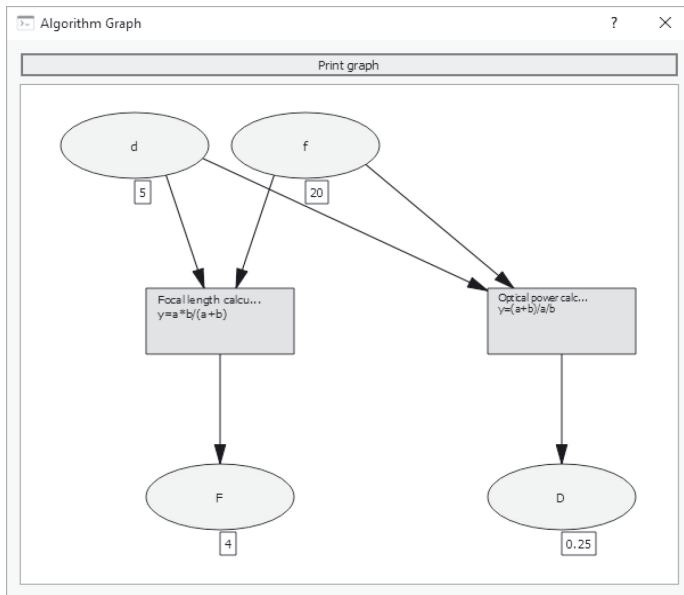 Algorithm Graph
?
Print graph
d
f
5
20
Focal length calcu...
y=a*b/(a+b)
Optical power calc...
y=(a+b)/a/b
F
D
4
0.25